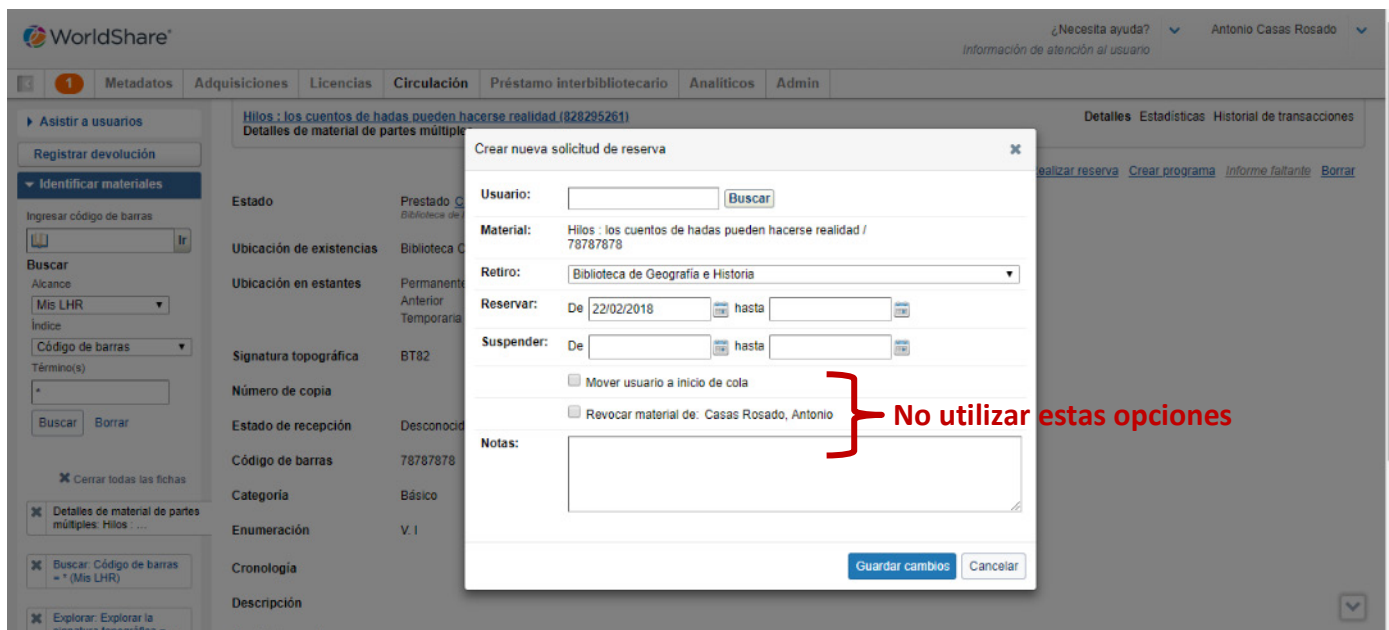 WorldShare®
¿Necesita ayuda?
Antonio Casas Rosado
Información de atención al usuario
1
Metadatos
Adquisiciones
Licencias
Circulación
Préstamo interbibliotecario
Analíticos
Admin
Asistir a usuarios
Registrar devolución
Identificar materiales
Ingresar código de barras
Ir
Buscar
Alcance
Mis LHR
Índice
Código de barras
Término(s)
*
Buscar
Borrar
Cerrar todas las fichas
Detalles de material de partes
múltiples: Hilos : ...
Buscar: Código de barras
= * (Mis LHR)
Explorar: Explorar la
Hilos : los cuentos de hadas pueden hacerse realidad (828295261)
Detalles de material de partes múltiples
Detalles Estadísticas Historial de transacciones
ealizar reserva Crear programa Informe faltante Borrar
Estado
Prestado
Biblioteca de
Ubicación de existencias
Biblioteca
Ubicación en estantes
Permanente
Anterior
Temporaria
Signatura topográfica
BT82
Número de copia
Estado de recepción
Desconocid
Código de barras
78787878
Categoría
Básico
Enumeración
V. I
Cronología
Descripción
Crear nueva solicitud de reserva
Usuario:
Buscar
Material:
Hilos : los cuentos de hadas pueden hacerse realidad /
78787878
Retiro:
Biblioteca de Geografía e Historia
Reservar:
De 22/02/2018 hasta
Suspender:
De hasta
Mover usuario a inicio de cola
Revocar material de: Casas Rosado, Antonio
No utilizar estas opciones
Notas:
Guardar cambios
Cancelar